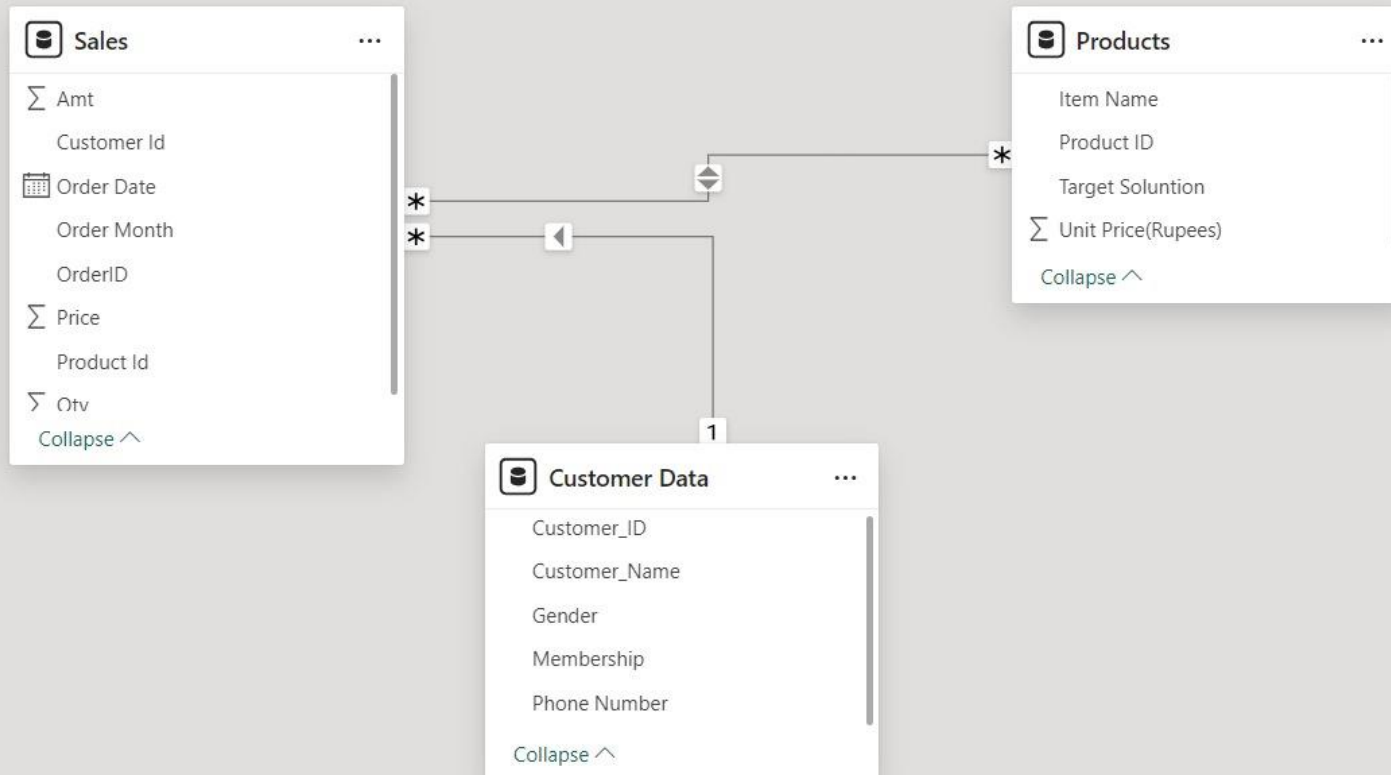 Sales
Amt
Customer Id
Order Date
Order Month
OrderID
Price
Product Id
Qty
Collapse
*
*
Products
Item Name
Product ID
Target Soluntion
Unit Price(Rupees)
Collapse
*
1
Customer Data
Customer_ID
Customer_Name
Gender
Membership
Phone Number
Collapse